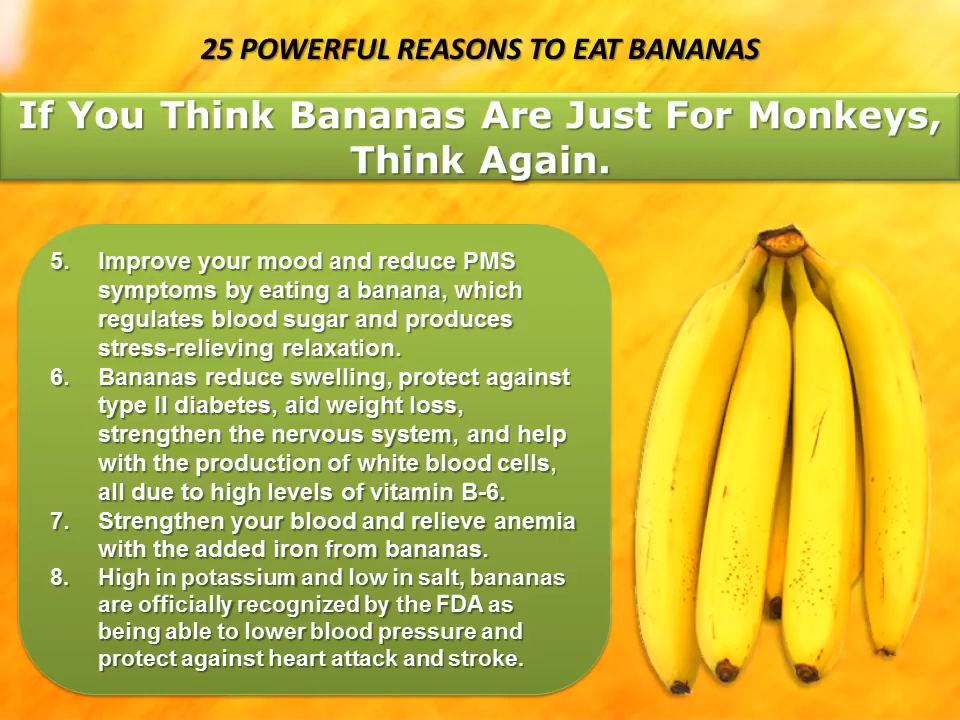 25 POWERFUL REASONS TO EAT BANANAS
If You Think Bananas Are Just For Monkeys,
Think Again.
5. Improve your mood and reduce PMS
symptoms by eating a banana, which
regulates blood sugar and produces
stress-relieving relaxation.
6. Bananas reduce swelling, protect against
type II diabetes, aid weight loss,
strengthen the nervous system, and help
with the production of white blood cells,
all due to high levels of vitamin B-6.
7. Strengthen your blood and relieve anemia
with the added iron from bananas.
8. High in potassium and low in salt, bananas
are officially recognized by the FDA as
being able to lower blood pressure and
protect against heart attack and stroke.